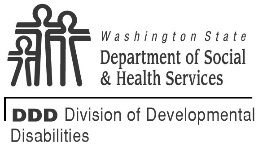 Washington State
Department of Social
& Health Services
DDD Division of Developmental
Disabilities